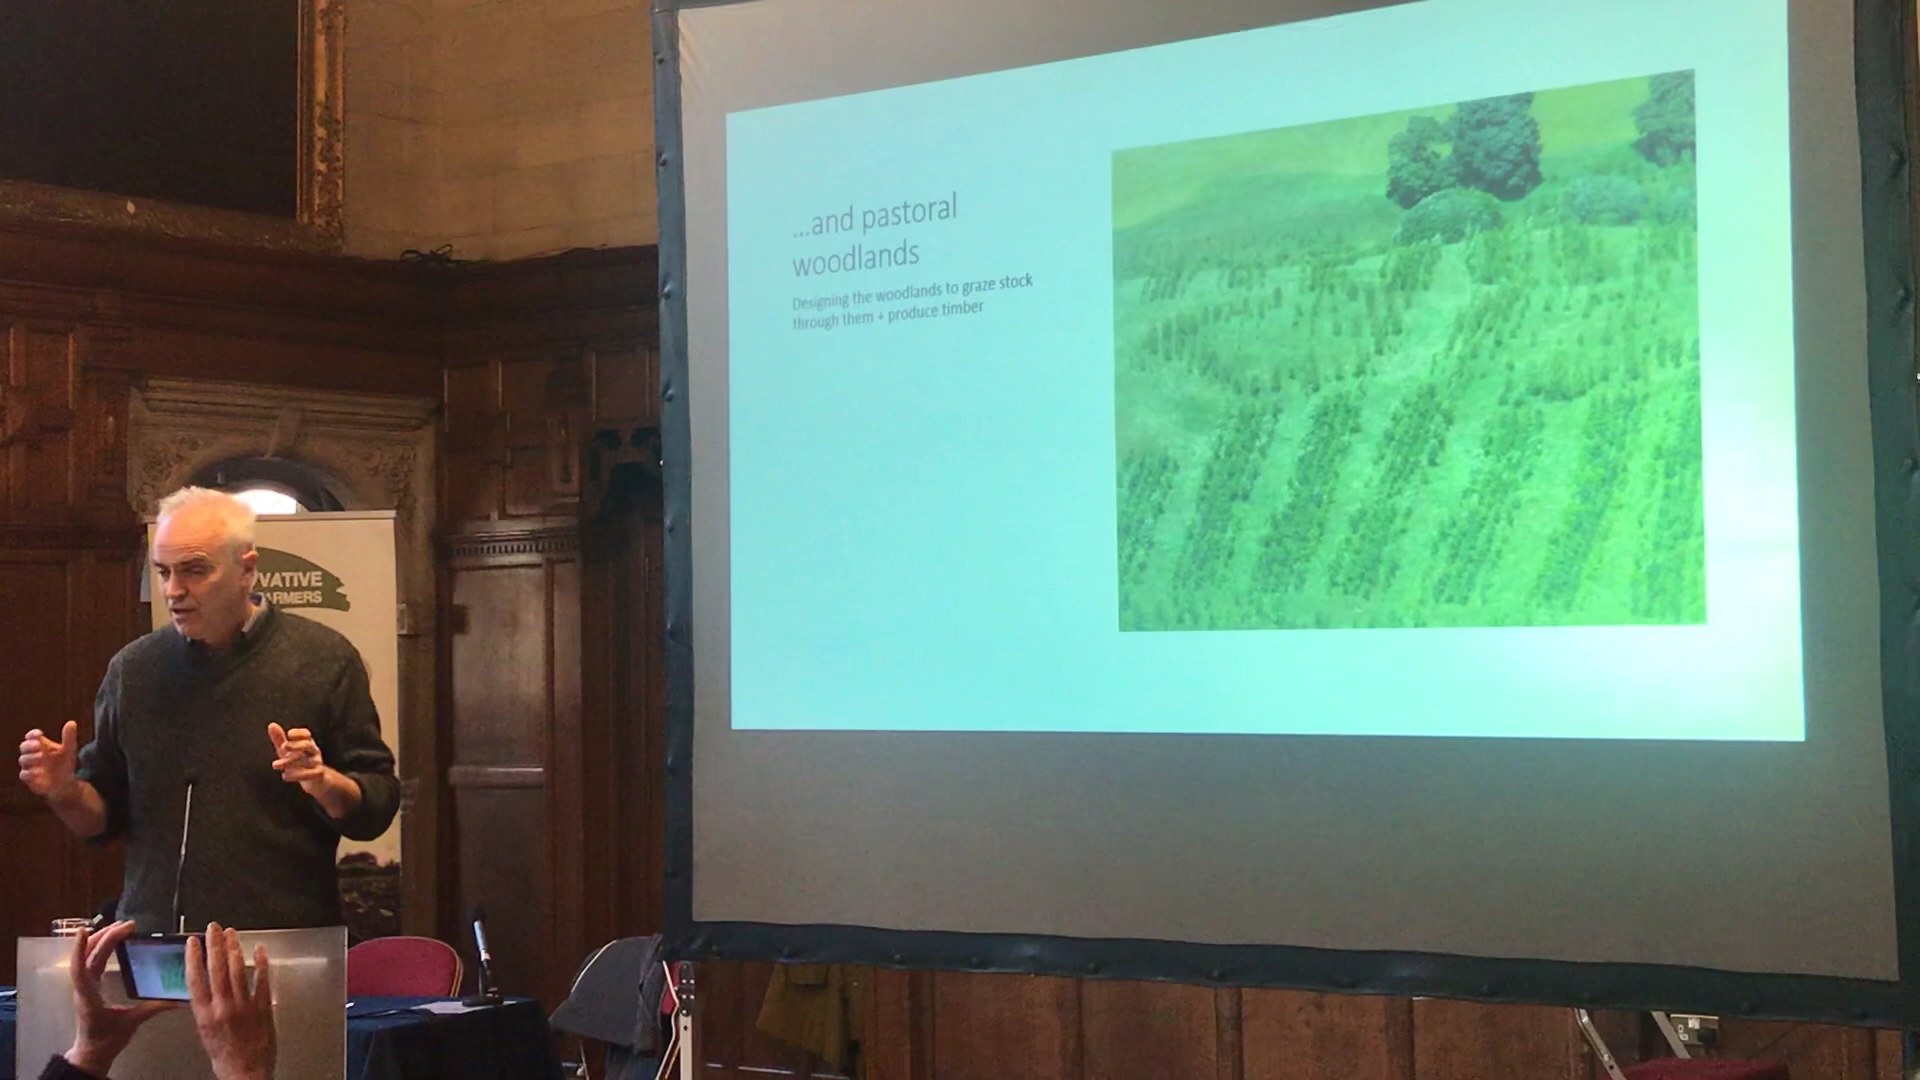 ...and pastoral
woodlands
Designing the woodlands to graze stock
through them + produce timber
VATIVE
ARMERS